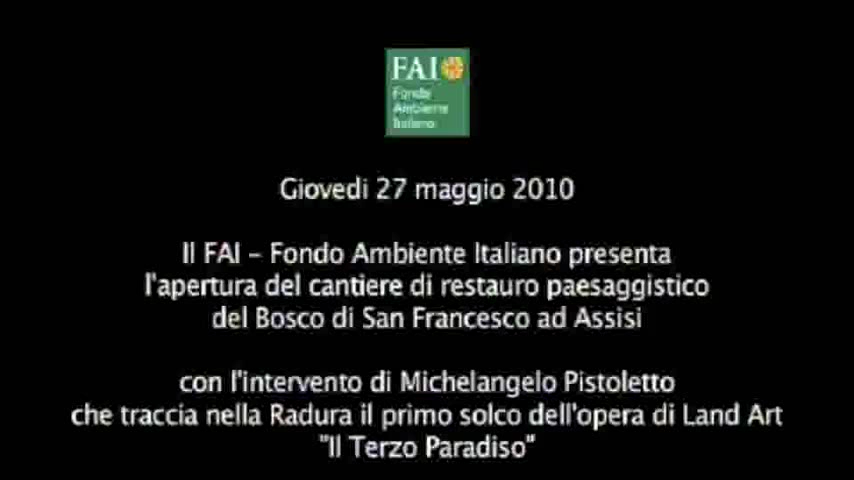 FAI
Fondo
Ambiente
Italiano
Giovedi 27 maggio 2010
Il FAI – Fondo Ambiente Italiano presenta
l'apertura del cantiere di restauro paesaggistico
del Bosco di San Francesco ad Assisi
con l'intervento di Michelangelo Pistoletto
che traccia nella Radura il primo solco dell'opera di Land Art
"Il Terzo Paradiso"